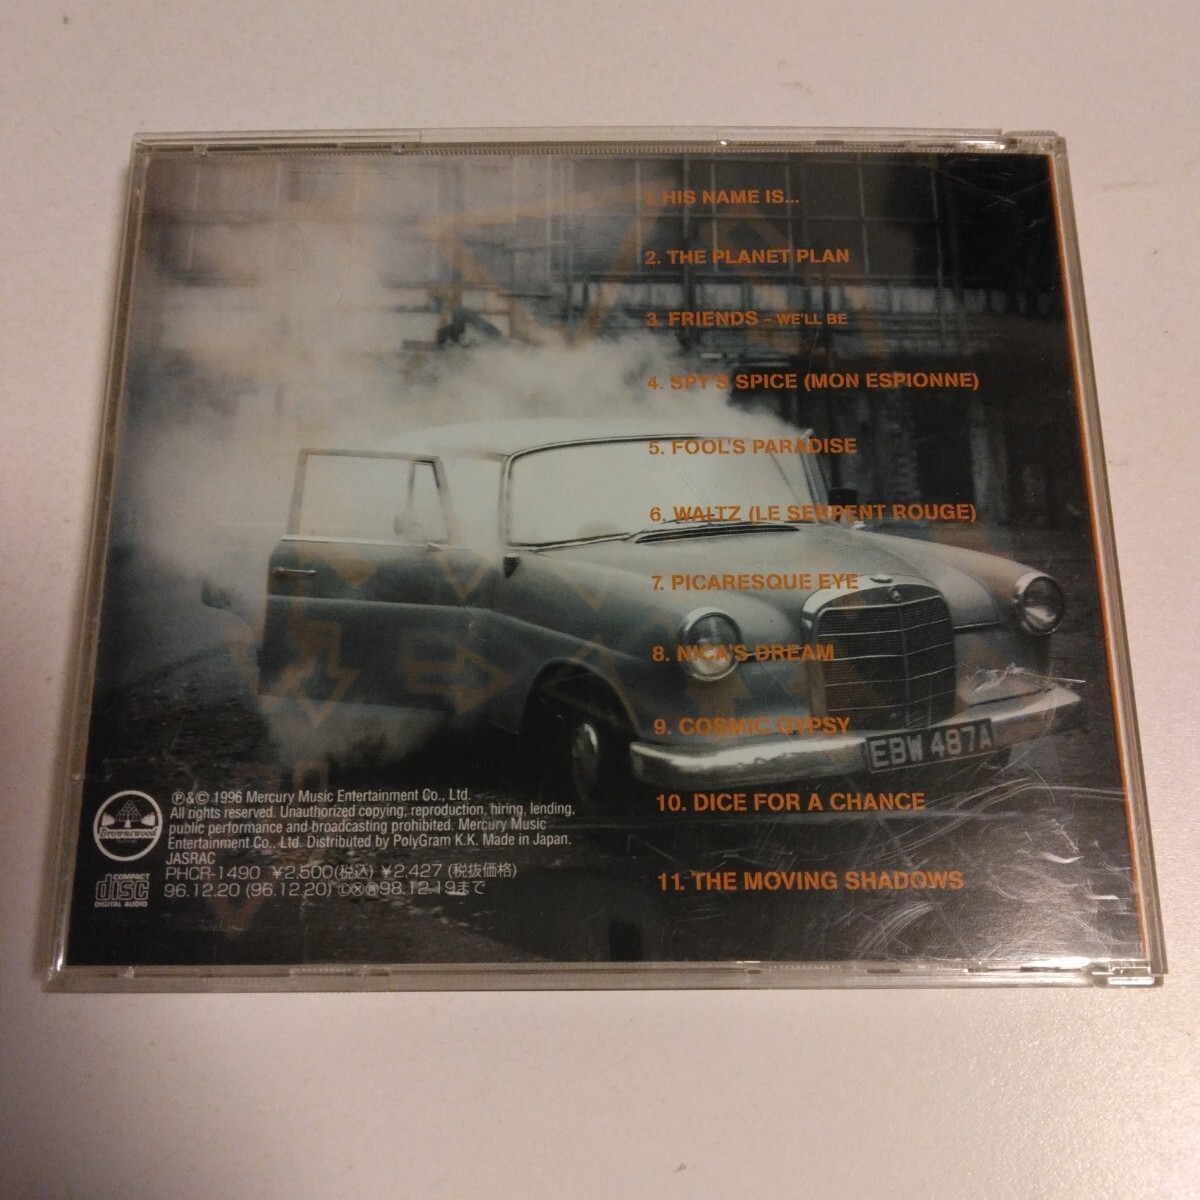 1. HIS NAME IS...
2. THE PLANET PLAN
3. FRIENDS ~ WE'LL BE
4. SPY'S SPICE (MON ESPIONNE)
5. FOOL'S PARADISE
6. WALTZ (LE SERPENT ROUGE)
7. PICARESQUE EYE
8. NICA'S DREAM
9. COSMIC GYPSY
10. DICE FOR A CHANCE
11. THE MOVING SHADOWS
EBW 487A
Brownswood
℗&© 1996 Mercury Music Entertainment Co., Ltd.
All rights reserved. Unauthorized copying, reproduction, hiring, lending,
public performance and broadcasting prohibited. Mercury Music
Entertainment Co., Ltd. Distributed by PolyGram K.K. Made in Japan.
JASRAC
PHCR-1490 ¥2,500(税込) ¥2,427 (税抜価格)
96.12.20 (96.12.20) 98.12.19まで
COMPACT
disc
DIGITAL AUDIO